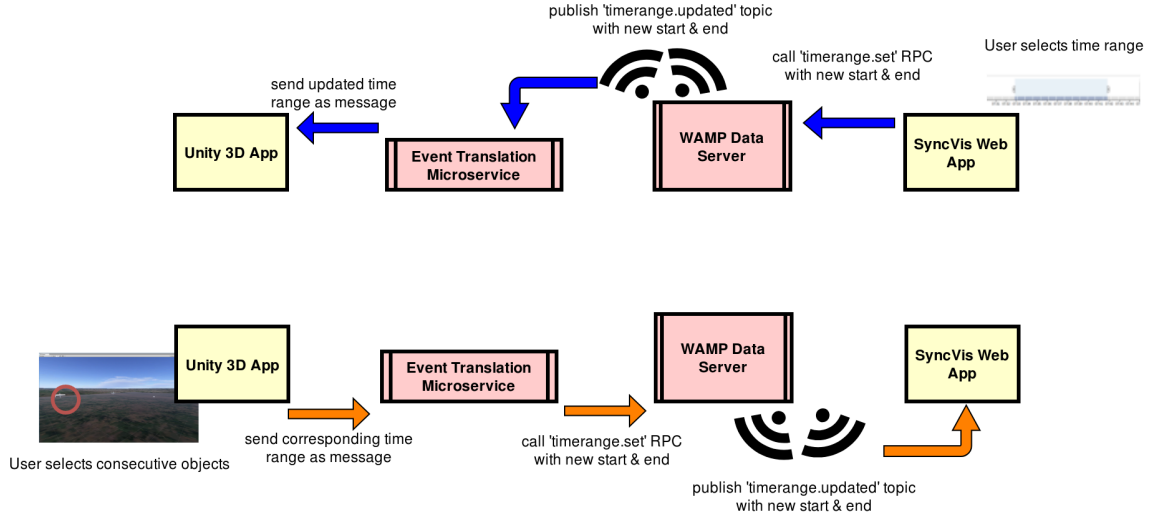 publish 'timerange.updated' topic
with new start & end
User selects time range
call 'timerange.set' RPC
with new start & end
send updated time
range as message
Unity 3D App
Event Translation
Microservice
WAMP Data
Server
SyncVis Web
App
Unity 3D App
Event Translation
Microservice
WAMP Data
Server
SyncVis Web
App
User selects consecutive objects
send corresponding time
range as message
call 'timerange.set' RPC
with new start & end
publish 'timerange.updated' topic
with new start & end